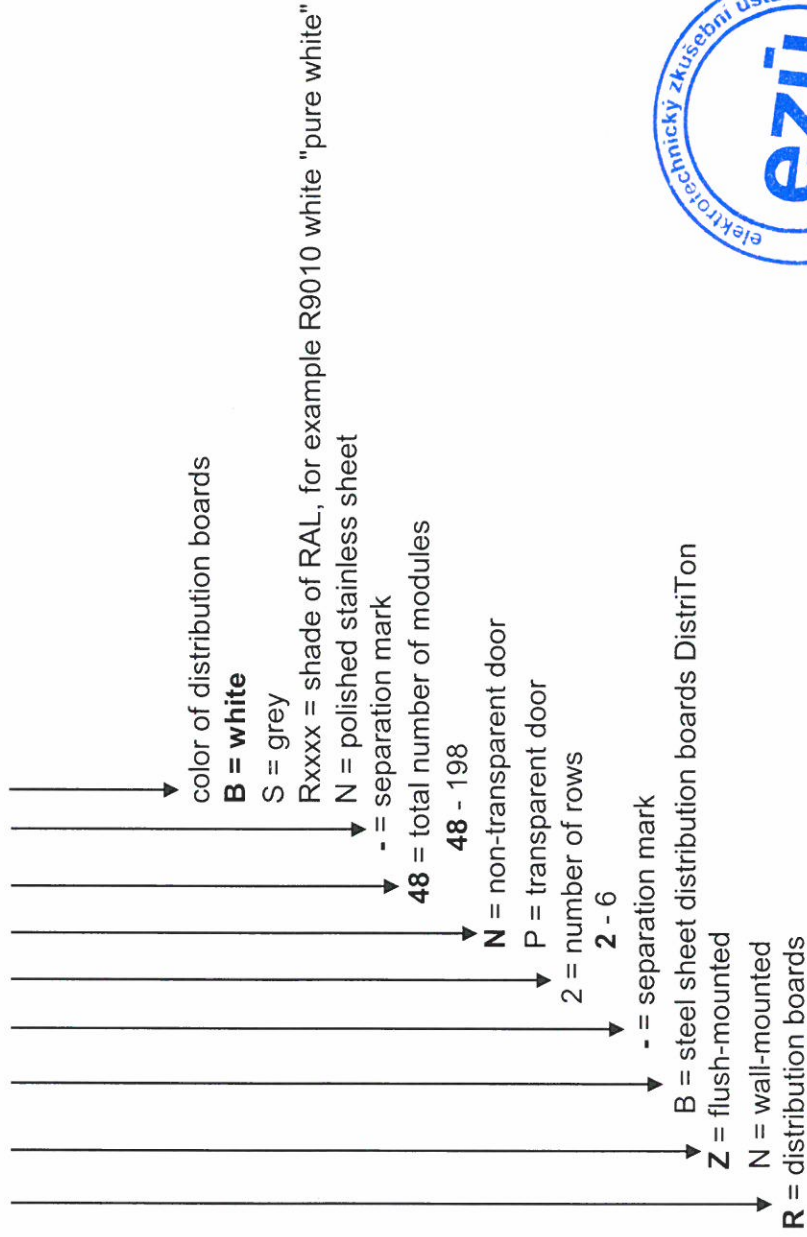 color of distribution boards
B = white
S = grey
Rxxxx = shade of RAL, for example R9010 white "pure white"
N = polished stainless sheet
- = separation mark
48 = total number of modules
48 - 198
N = non-transparent door
P = transparent door
2 = number of rows
2 - 6
- = separation mark
B = steel sheet distribution boards DistriTon
Z = flush-mounted
N = wall-mounted
R = distribution boards
elektrotechnický zkušební
ezú